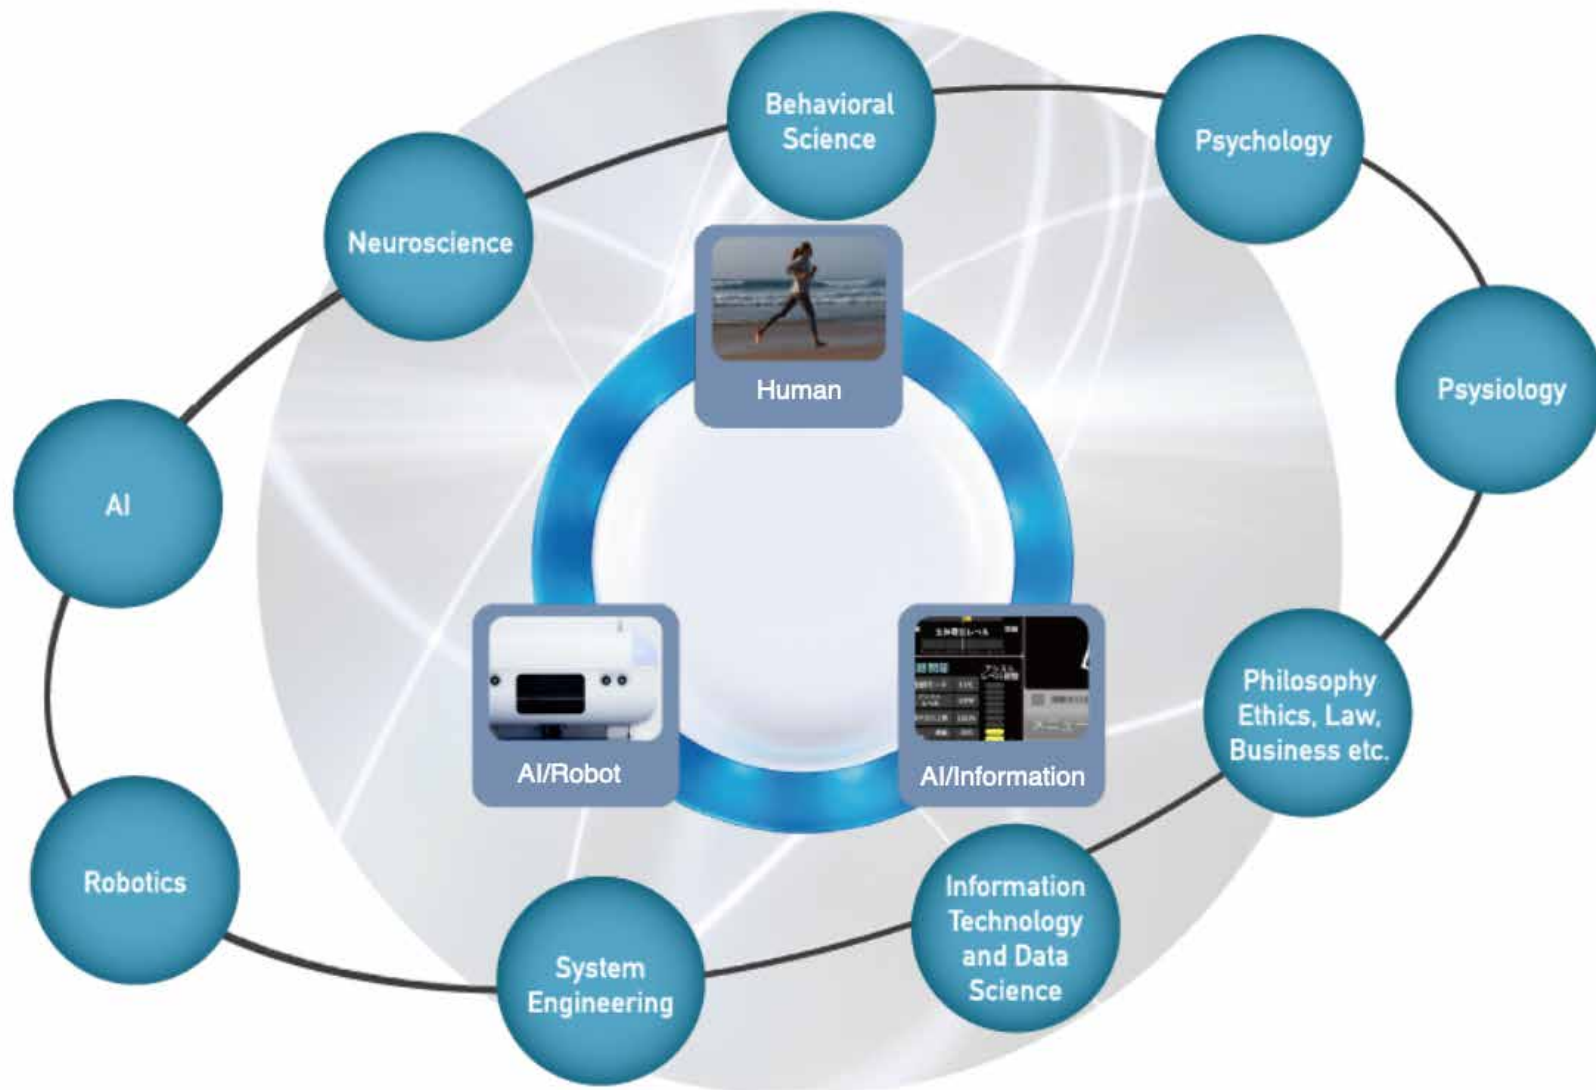 Behavioral
Science
Psychology
Neuroscience
Human
Psysiology
AI
AI/Robot
AI/Information
Philosophy
Ethics, Law,
Business etc.
Robotics
System
Engineering
Information
Technology
and Data
Science